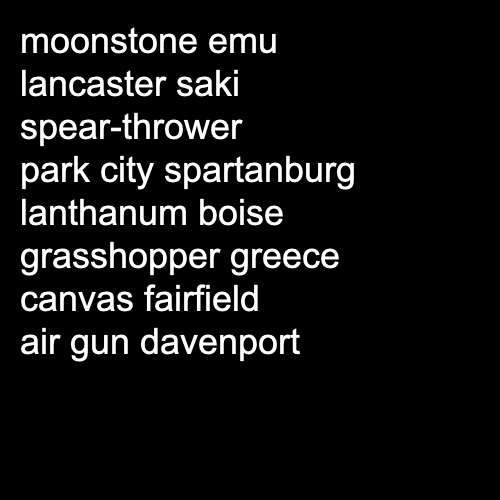 moonstone emu
lancaster saki
spear-thrower
park city spartanburg
lanthanum boise
grasshopper greece
canvas fairfield
air gun davenport